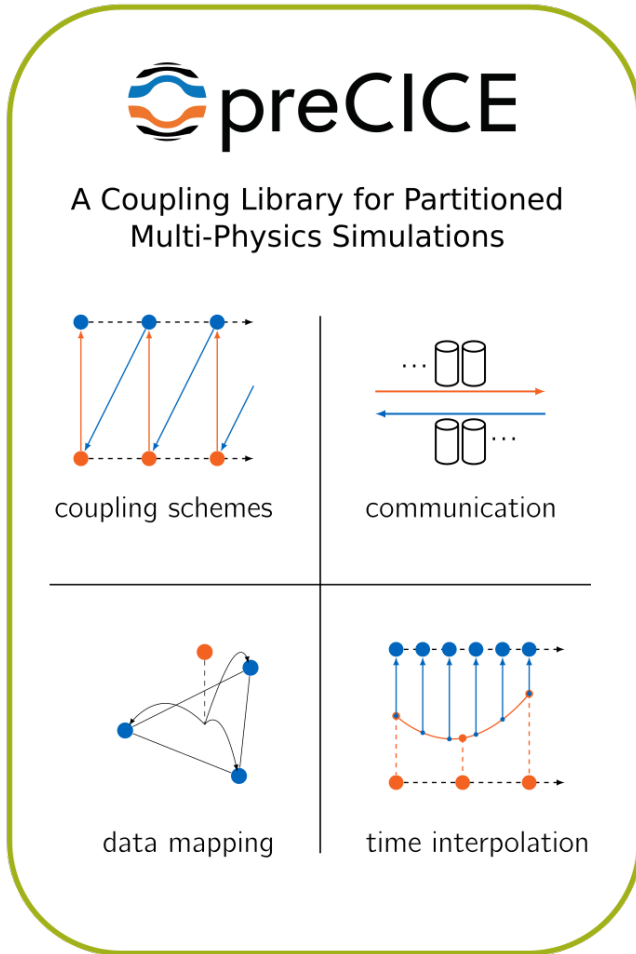 preCICE
A Coupling Library for Partitioned
Multi-Physics Simulations
coupling schemes
communication
data mapping
time interpolation